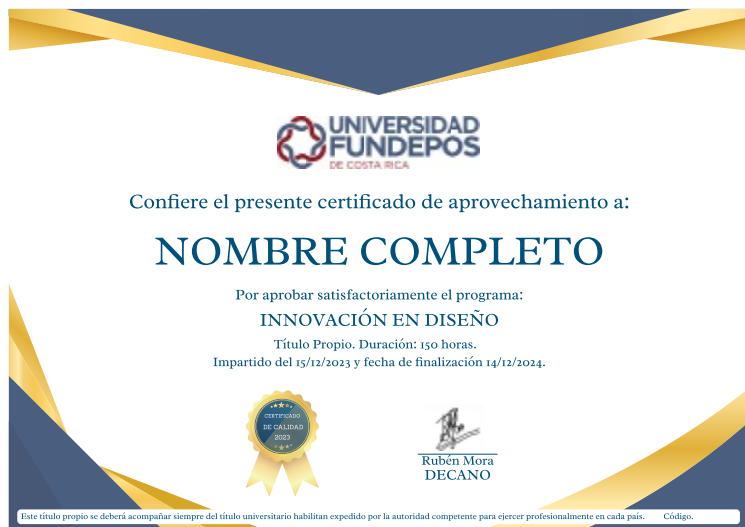 UNIVERSIDAD
FUNDEPOS
DE COSTA RICA
Confiere el presente certificado de aprovechamiento a:
NOMBRE COMPLETO
Por aprobar satisfactoriamente el programa:
INNOVACIÓN EN DISEÑO
Título Propio. Duración: 150 horas.
Impartido del 15/12/2023 y fecha de finalización 14/12/2024.
CERTIFICADO
DE CALIDAD
2023
Rubén Mora
DECANO
Este título propio se deberá acompañar siempre del título universitario habilitan expedido por la autoridad competente para ejercer profesionalmente en cada país. Código.